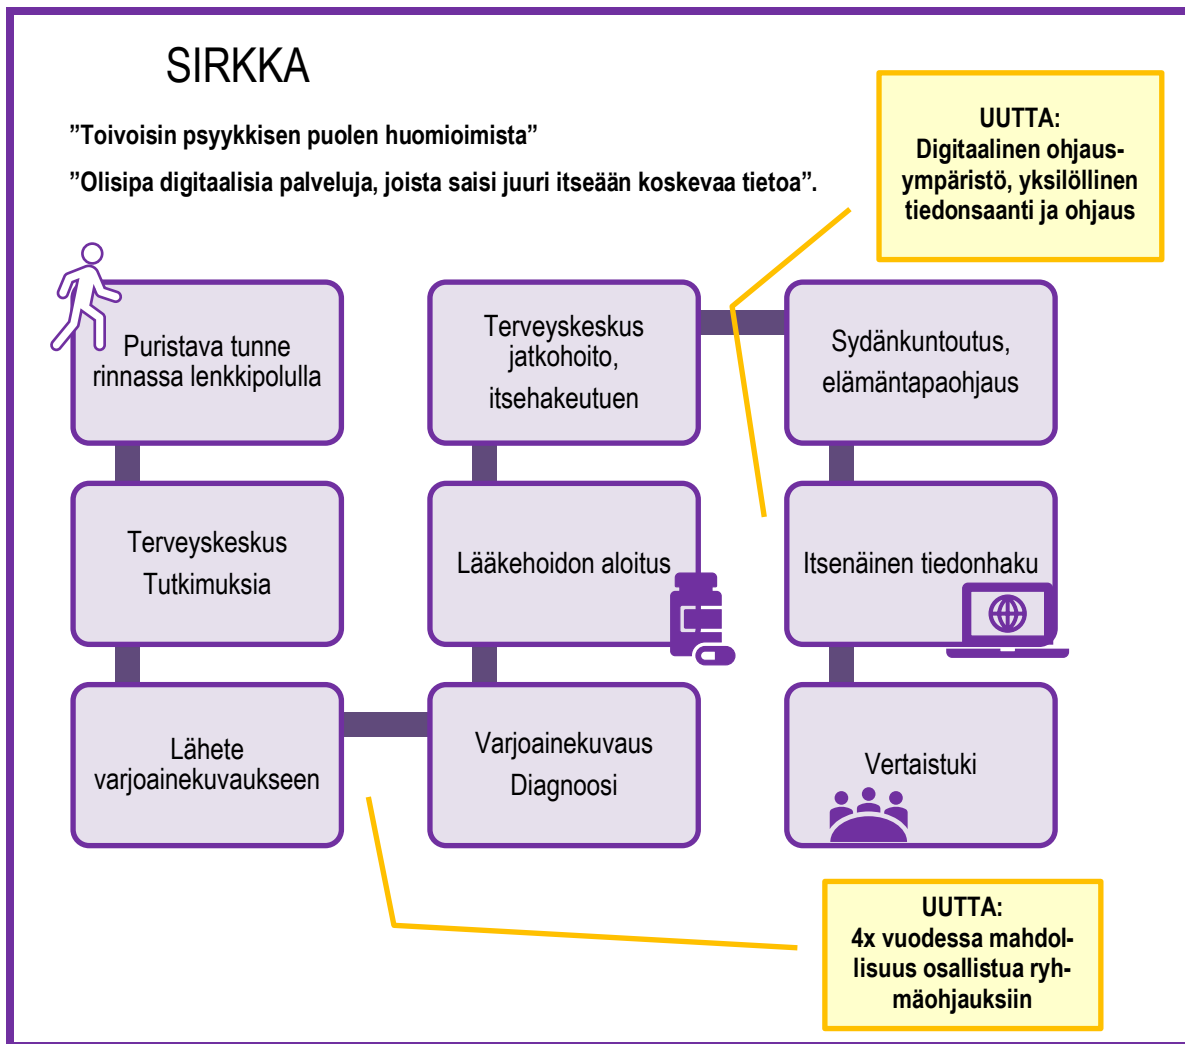 SIRKKA
”Toivoisin psyykkisen puolen huomioimista”
”Olisipa digitaalisia palveluja, joista saisi juuri itseään koskevaa tietoa”.
UUTTA:
Digitaalinen ohjaus-
ympäristö, yksilöllinen
tiedonsaanti ja ohjaus
Puristava tunne
rinnassa lenkkipolulla
Terveyskeskus
Tutkimuksia
Lähete
varjoainekuvaukseen
Varjoainekuvaus
Diagnoosi
Lääkehoidon aloitus
Terveyskeskus
jatkohoito,
itsehakeutuen
Sydänkuntoutus,
elämäntapaohjaus
Itsenäinen tiedonhaku
Vertaistuki
UUTTA:
4x vuodessa mahdol-
lisuus osallistua ryh-
mäohjauksiin